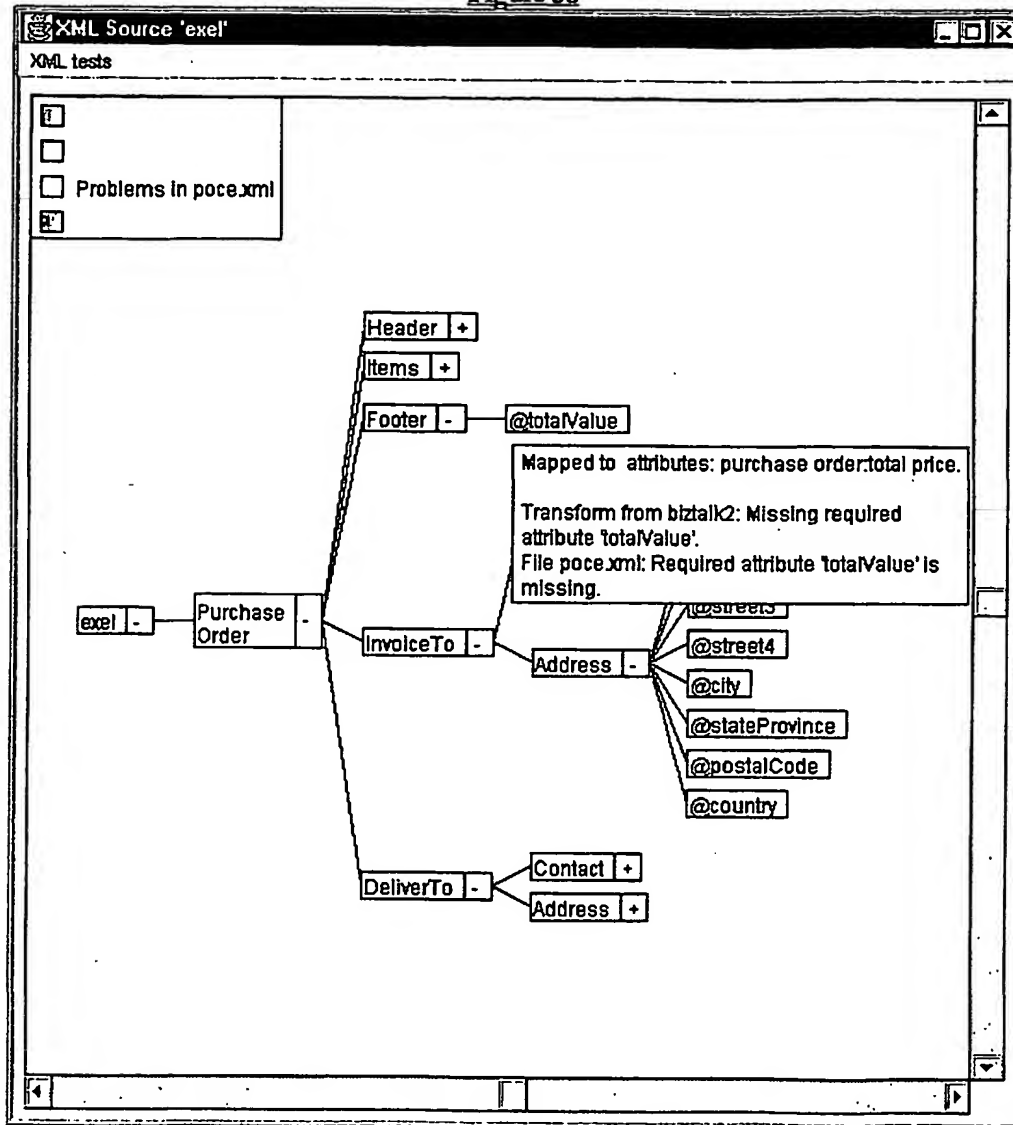 XML Source 'exel'
XML tests
Problems in poce.xml
Header +
Items +
Footer - @totalValue
Mapped to attributes: purchase order:total price.
Transform from biztalk2: Missing required
attribute 'totalValue'.
File poce.xml: Required attribute 'totalValue' is
missing.
exel -
Purchase
Order -
InvoiceTo -
Address -
@street3
@street4
@city
@stateProvince
@postalCode
@country
DeliverTo -
Contact +
Address +